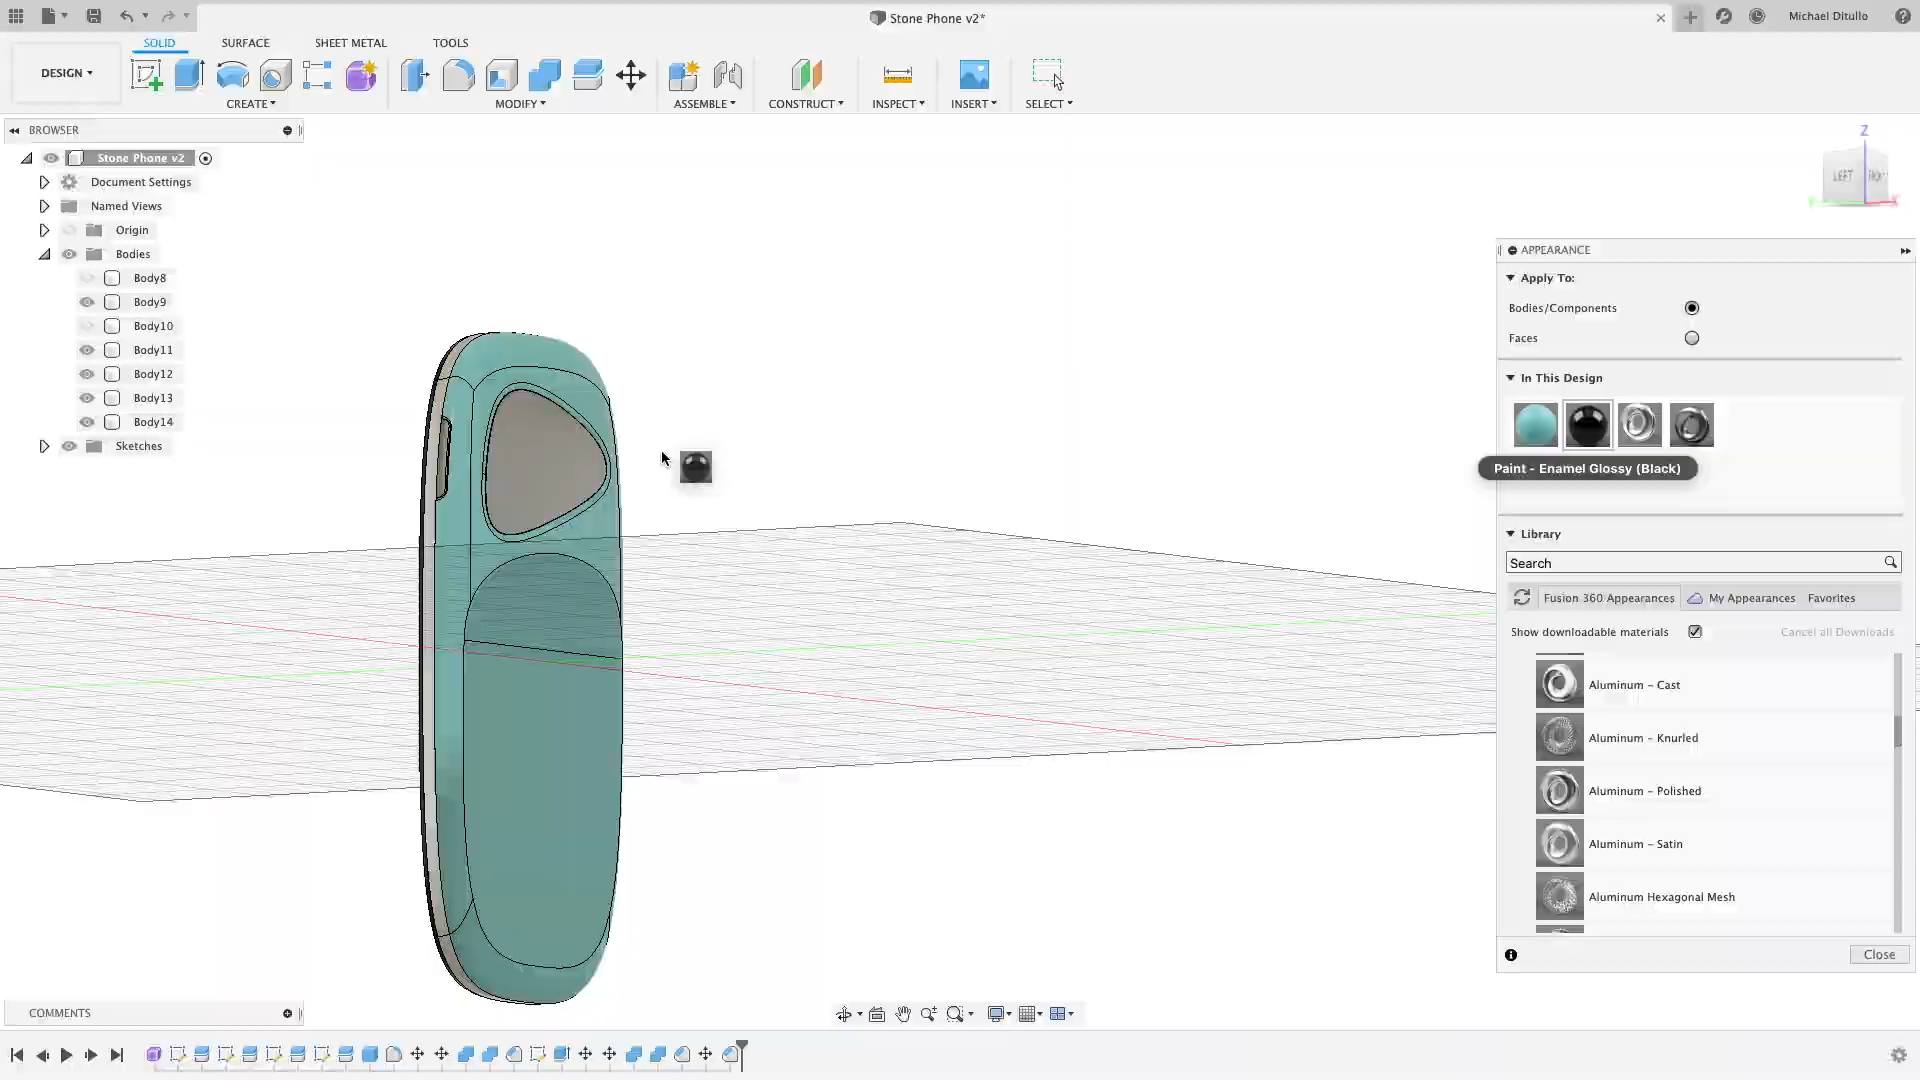 Stone Phone v2*
Michael Ditullo
SOLID
SURFACE
SHEET METAL
TOOLS
DESIGN
CREATE
MODIFY
ASSEMBLE
CONSTRUCT
INSPECT
INSERT
SELECT
BROWSER
Stone Phone v2
Document Settings
Named Views
Origin
Bodies
Body8
Body9
Body10
Body11
Body12
Body13
Body14
Sketches
Z
LEFT
APPEARANCE
Apply To:
Bodies/Components
Faces
In This Design
Paint - Enamel Glossy (Black)
Library
Search
Fusion 360 Appearances
My Appearances
Favorites
Show downloadable materials
Cancel all Downloads
Aluminum - Cast
Aluminum - Knurled
Aluminum - Polished
Aluminum - Satin
Aluminum Hexagonal Mesh
Close
COMMENTS